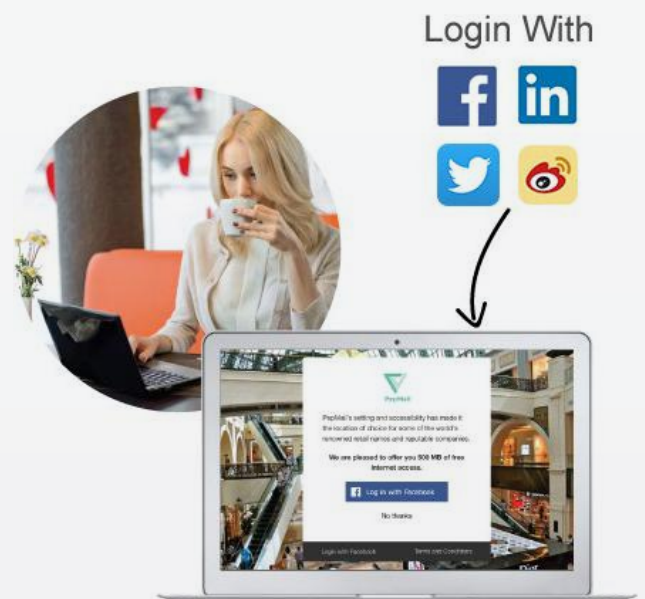 Login With
f in
PepMall
PepMall's setting and accessibility has made it
the location of choice for some of the world's
renowned retail names and reputable companies.
We are pleased to offer you 500 MB of free
Internet access.
f Log in with Facebook
No thanks
Login with Facebook Terms and Conditions